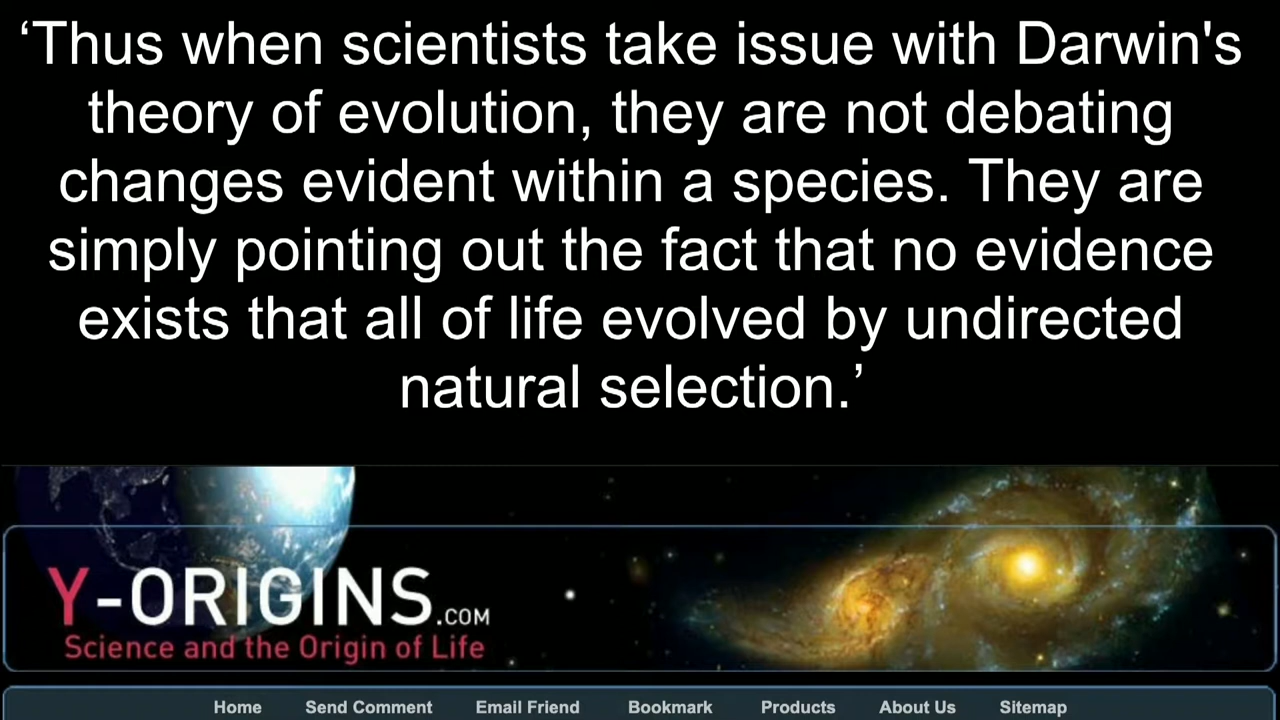 ‘Thus when scientists take issue with Darwin's
theory of evolution, they are not debating
changes evident within a species. They are
simply pointing out the fact that no evidence
exists that all of life evolved by undirected
natural selection.’
Y-ORIGINS.COM
Science and the Origin of Life
Home Send Comment Email Friend Bookmark Products About Us Sitemap